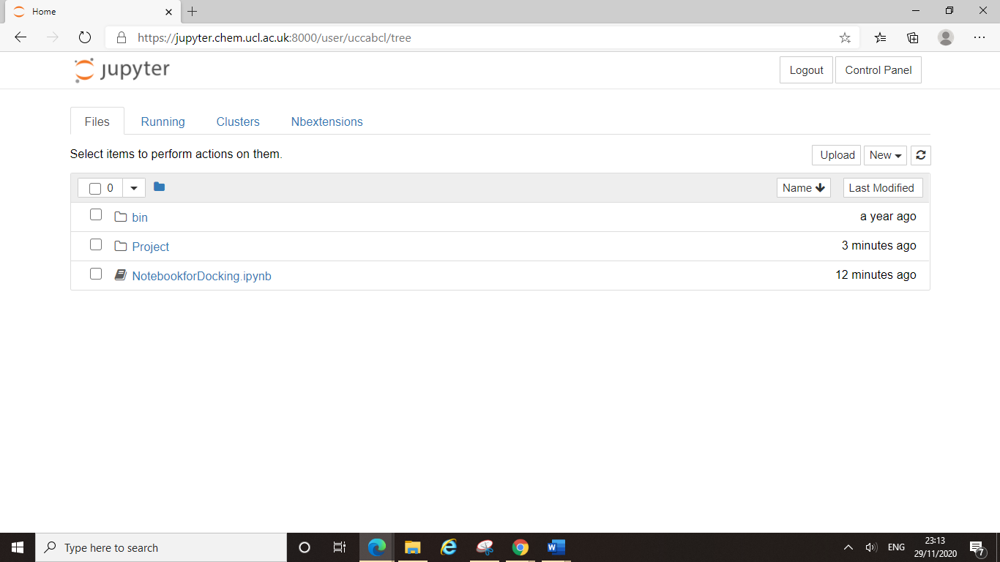 Home
https://jupyter.chem.ucl.ac.uk:8000/user/uccabcl/tree
jupyter
Logout
Control Panel
Files
Running
Clusters
Nbextensions
Select items to perform actions on them.
Upload
New
0
Name
Last Modified
bin
a year ago
Project
3 minutes ago
NotebookforDocking.ipynb
12 minutes ago
Type here to search
W
ENG
23:13
29/11/2020
7